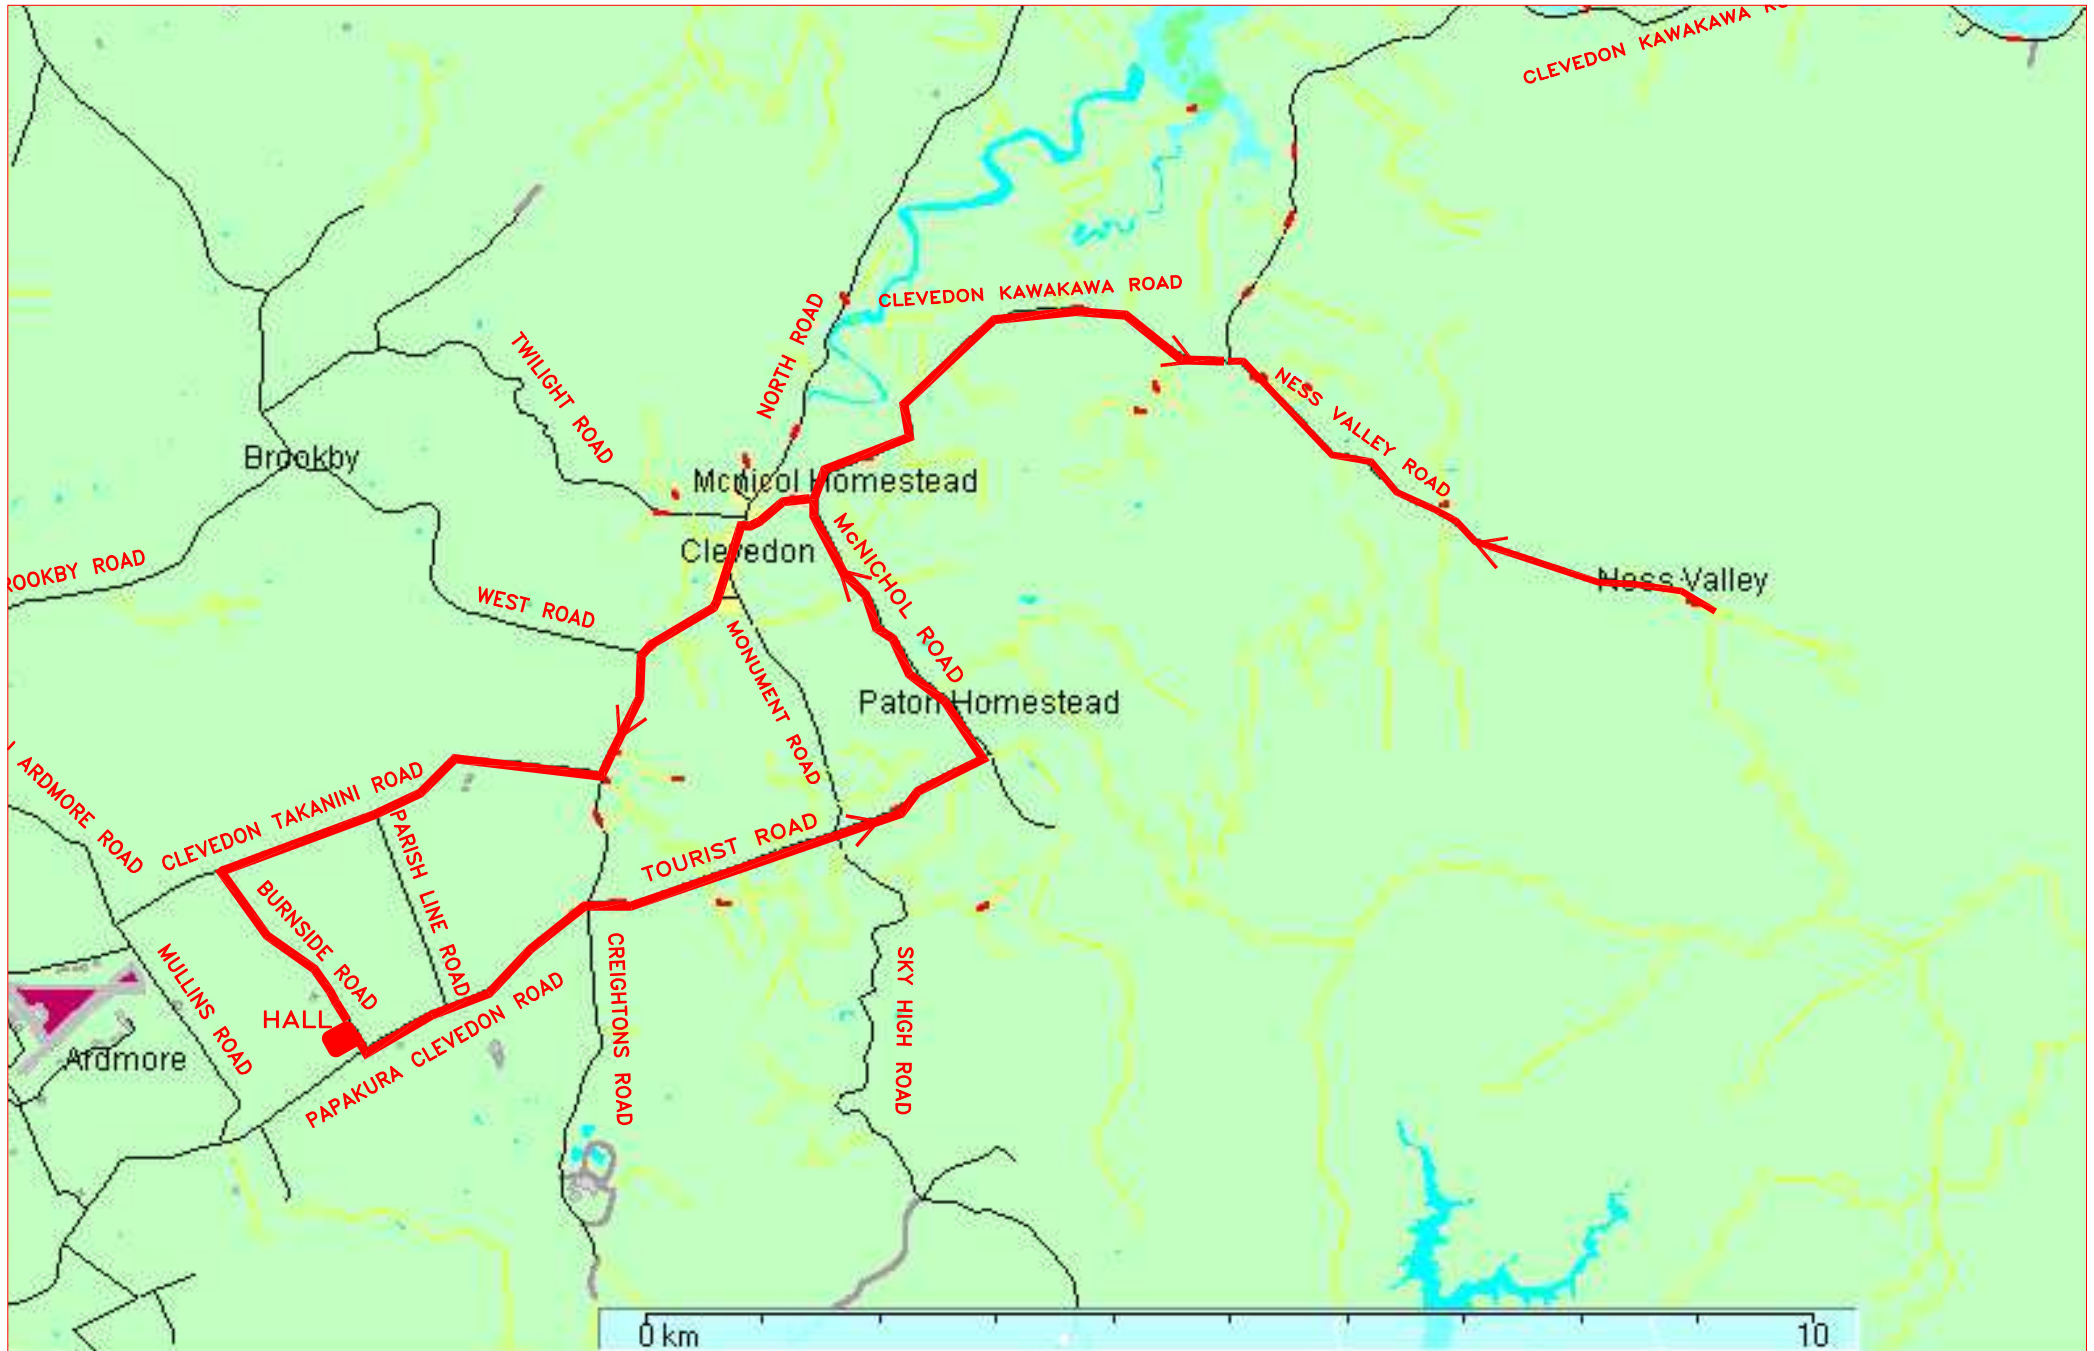 CLEVEDON KAWAKAWA
CLEVEDON KAWAKAWA ROAD
NORTH ROAD
TWILIGHT ROAD
NESS VALLEY ROAD
Brookby
Mcnicol Homestead
Clevedon
McNICHOL ROAD
ROOKBY ROAD
WEST ROAD
Ness Valley
MONUMENT ROAD
Paton Homestead
ARDMORE ROAD
CLEVEDON TAKANINI ROAD
PARISH LINE ROAD
TOURIST ROAD
BURNSIDE ROAD
MULLINS ROAD
CREIGHTONS ROAD
SKY HIGH ROAD
HALL
Ardmore
PAPAKURA CLEVEDON ROAD
0 km 10